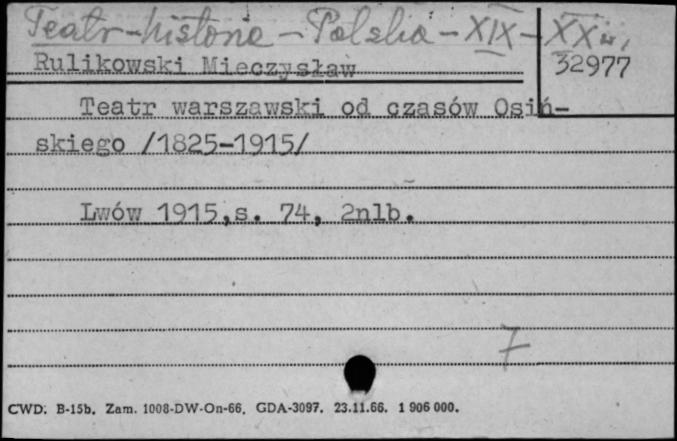 Teatr-historia - Polska - XIX - XX w.
Rulikowski Mieczysław
32977
Teatr warszawski od czasów Osiń-
skiego /1825-1915/
Lwów 1915,s. 74, 2nlb.
7
CWD. B-15b. Zam. 1008-DW-On-66. GDA-3097. 23.11.66. 1 906 000.